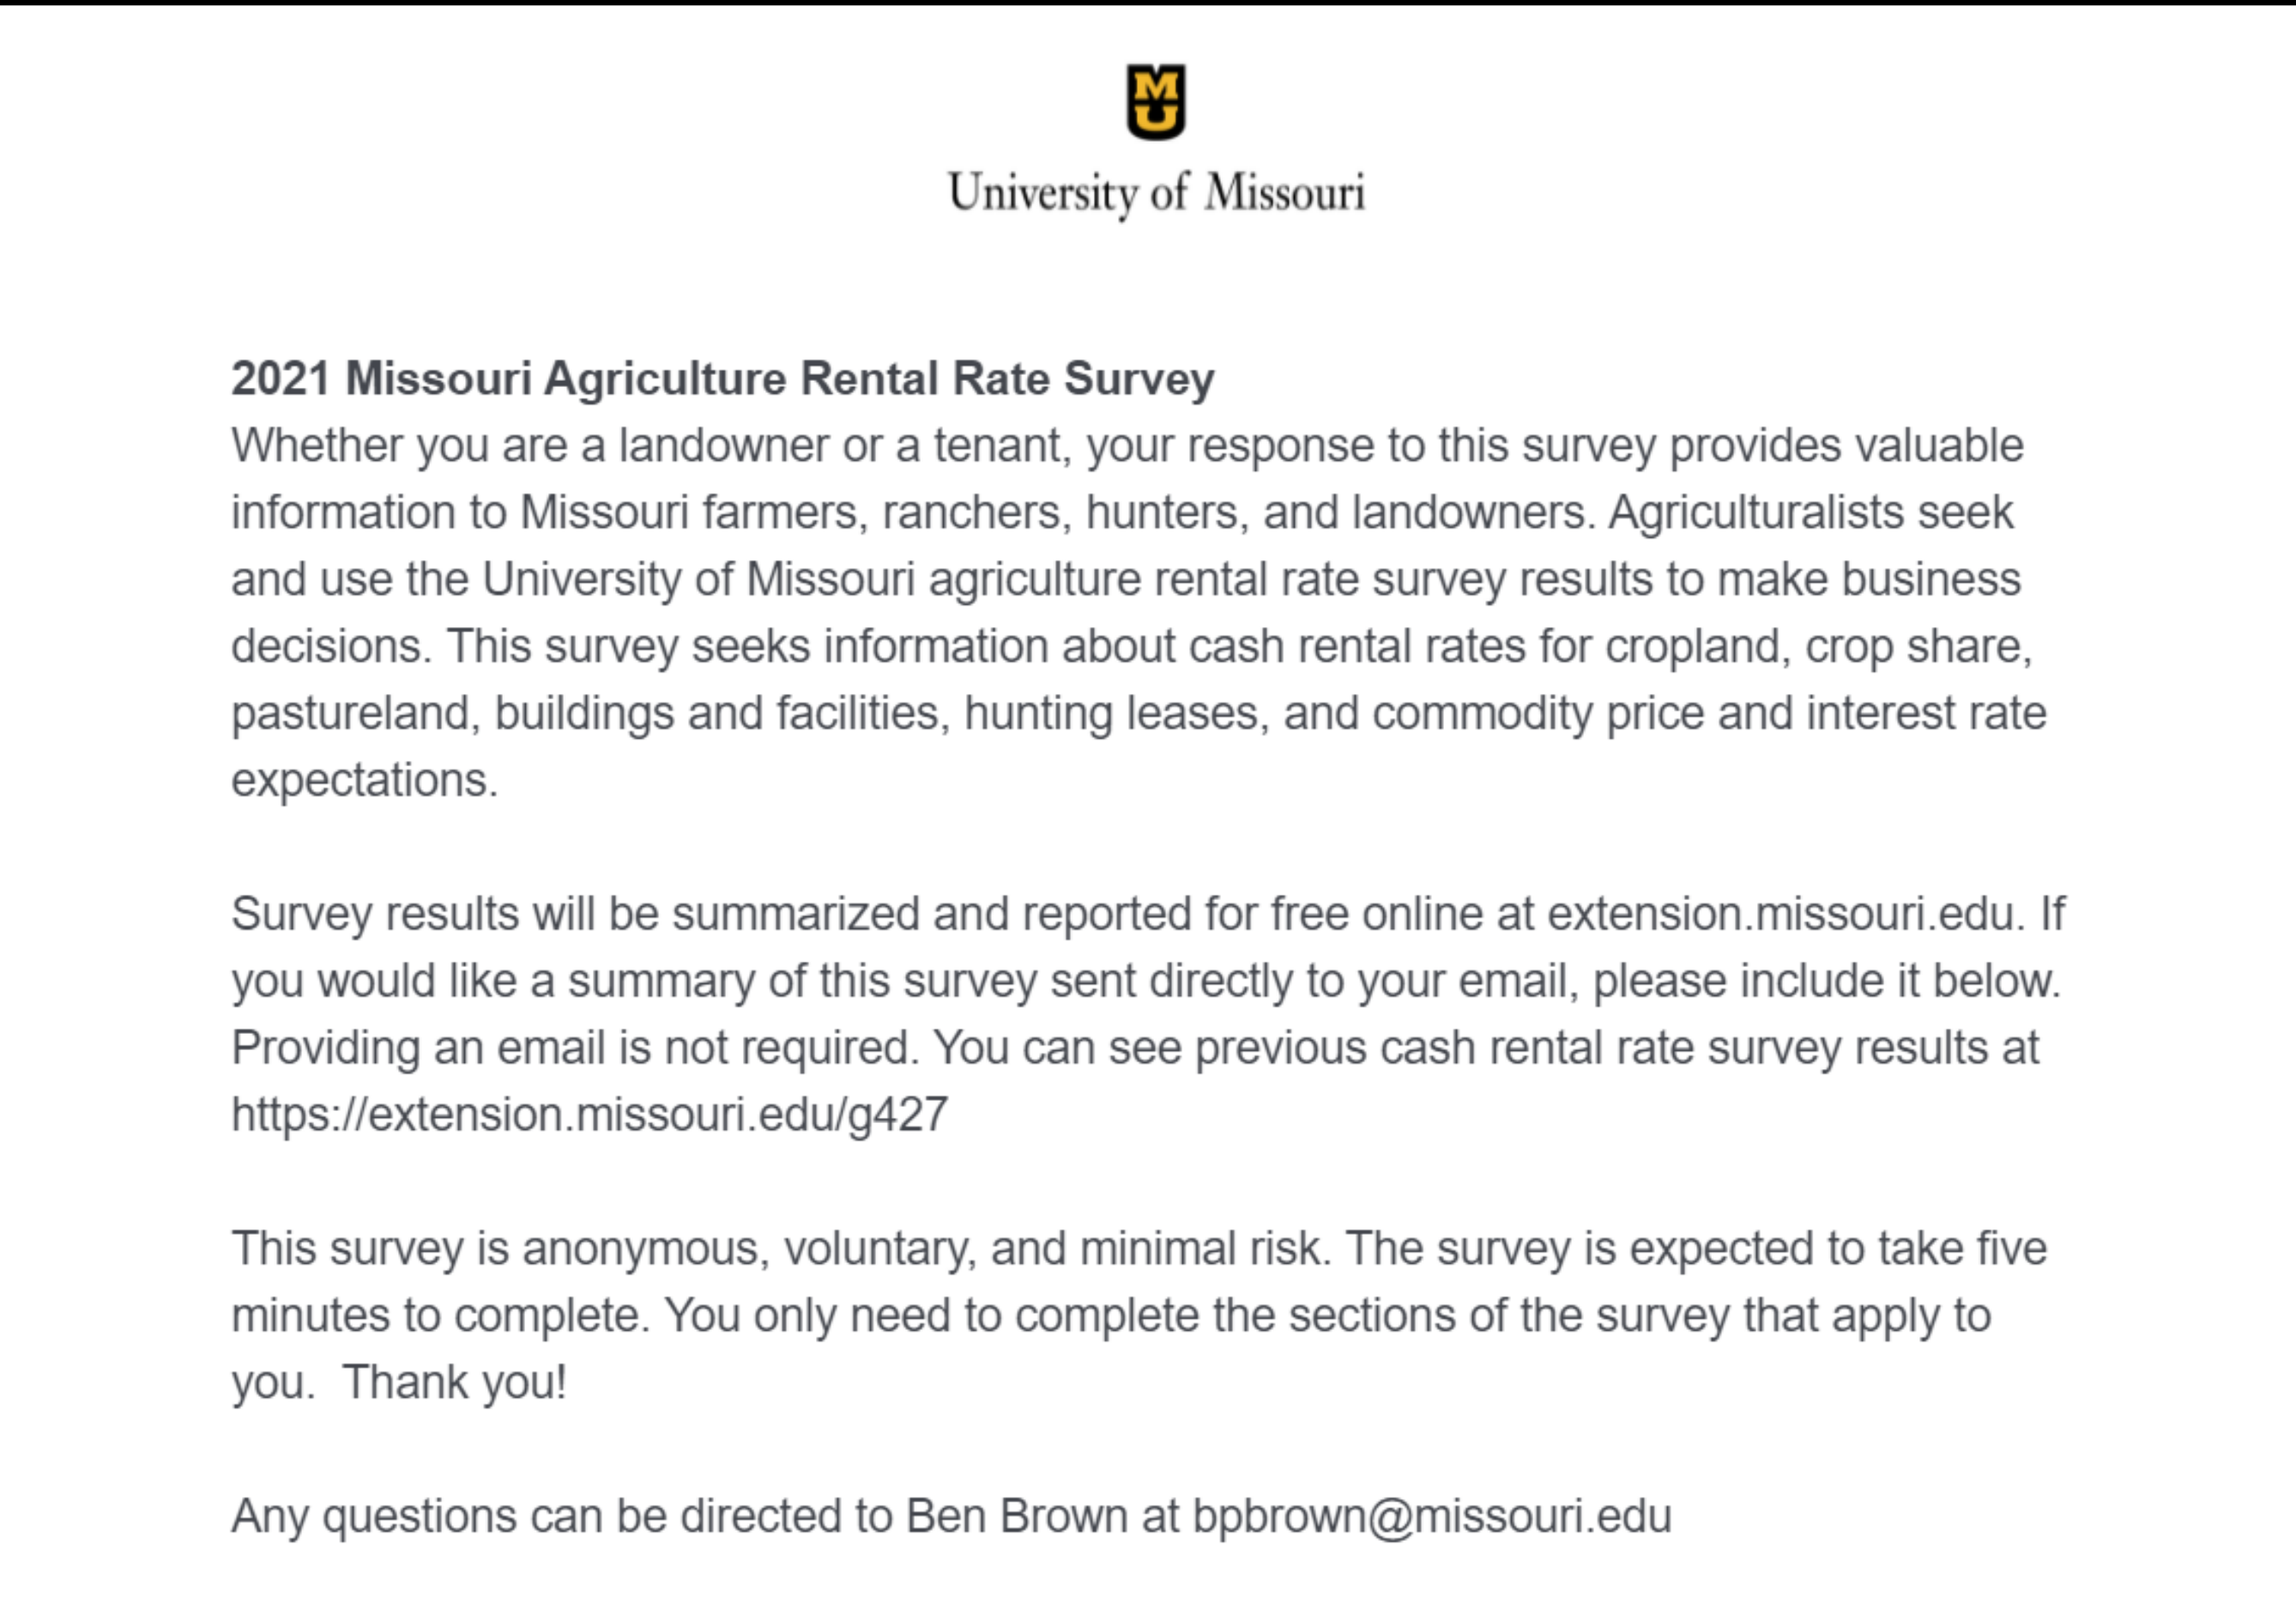 MU
University of Missouri
2021 Missouri Agriculture Rental Rate Survey
Whether you are a landowner or a tenant, your response to this survey provides valuable
information to Missouri farmers, ranchers, hunters, and landowners. Agriculturalists seek
and use the University of Missouri agriculture rental rate survey results to make business
decisions. This survey seeks information about cash rental rates for cropland, crop share,
pastureland, buildings and facilities, hunting leases, and commodity price and interest rate
expectations.
Survey results will be summarized and reported for free online at extension.missouri.edu. If
you would like a summary of this survey sent directly to your email, please include it below.
Providing an email is not required. You can see previous cash rental rate survey results at
https://extension.missouri.edu/g427
This survey is anonymous, voluntary, and minimal risk. The survey is expected to take five
minutes to complete. You only need to complete the sections of the survey that apply to
you.  Thank you!
Any questions can be directed to Ben Brown at bpbrown@missouri.edu